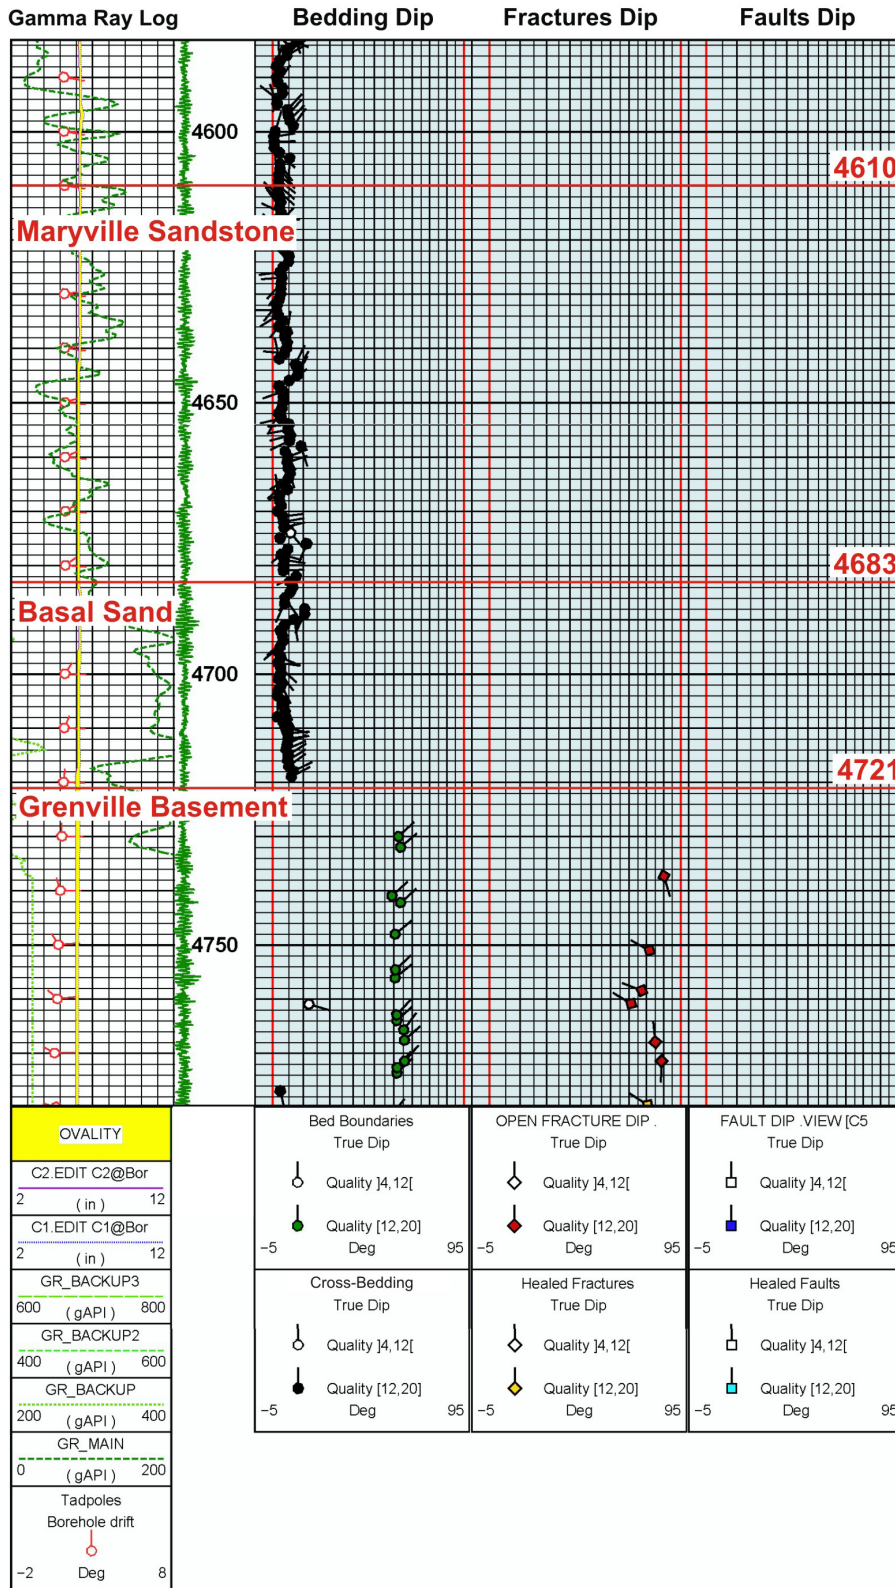 Gamma Ray Log
Bedding Dip
Fractures Dip
Faults Dip
4600
4610
Maryville Sandstone
4650
4683
Basal Sand
4700
4721
Grenville Basement
4750
OVALITY
C2.EDIT C2@Bor
2 (in) 12
C1.EDIT C1@Bor
2 (in) 12
GR_BACKUP3
600 (gAPI) 800
GR_BACKUP2
400 (gAPI) 600
GR_BACKUP
200 (gAPI) 400
GR_MAIN
0 (gAPI) 200
Tadpoles
Borehole drift
-2 Deg 8
Bed Boundaries
True Dip
Quality ]4,12[
Quality [12,20]
-5 Deg 95
Cross-Bedding
True Dip
Quality ]4,12[
Quality [12,20]
-5 Deg 95
OPEN FRACTURE DIP .
True Dip
Quality ]4,12[
Quality [12,20]
-5 Deg 95
Healed Fractures
True Dip
Quality ]4,12[
Quality [12,20]
-5 Deg 95
FAULT DIP .VIEW [C5
True Dip
Quality ]4,12[
Quality [12,20]
-5 Deg 95
Healed Faults
True Dip
Quality ]4,12[
Quality [12,20]
-5 Deg 95